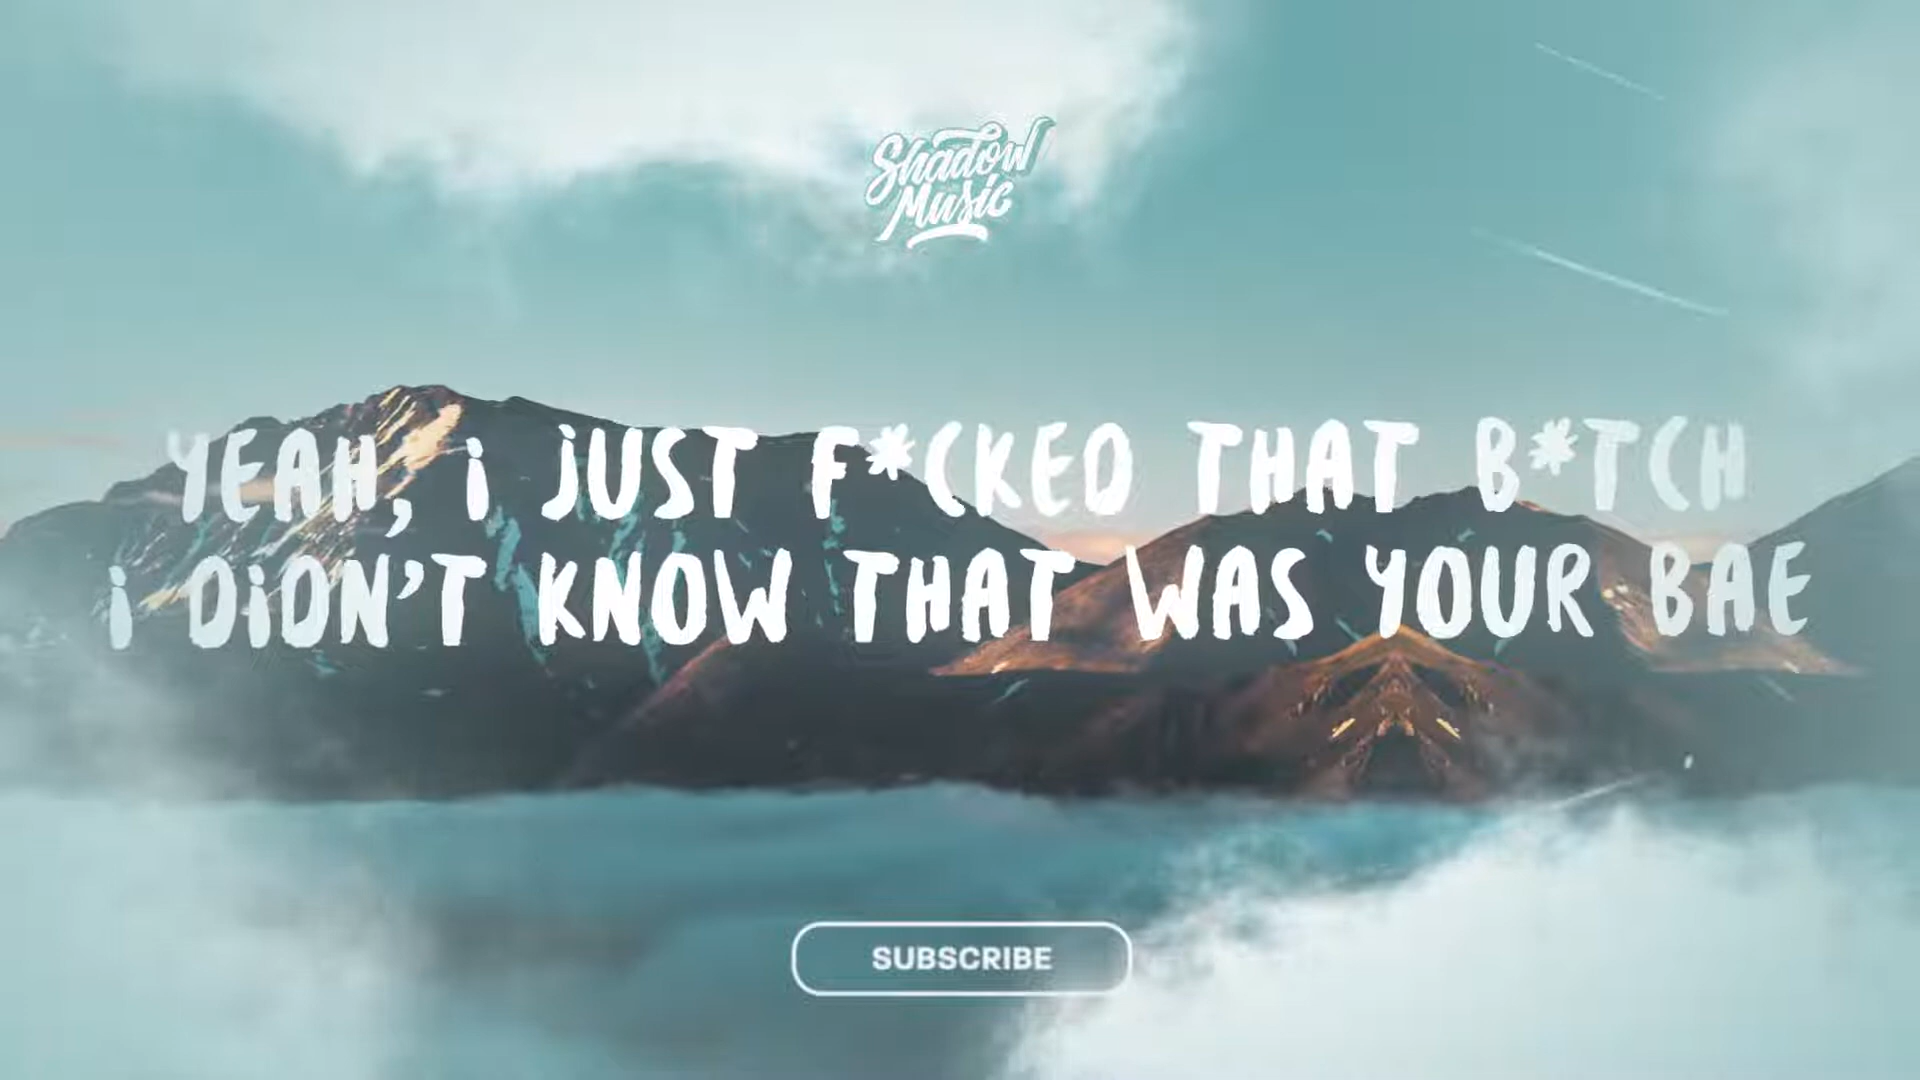 Shadow
Music
YEAH, i JUST F*CKED THAT B*TCH
i DiDN'T KNOW THAT WAS YOUR BAE
SUBSCRIBE